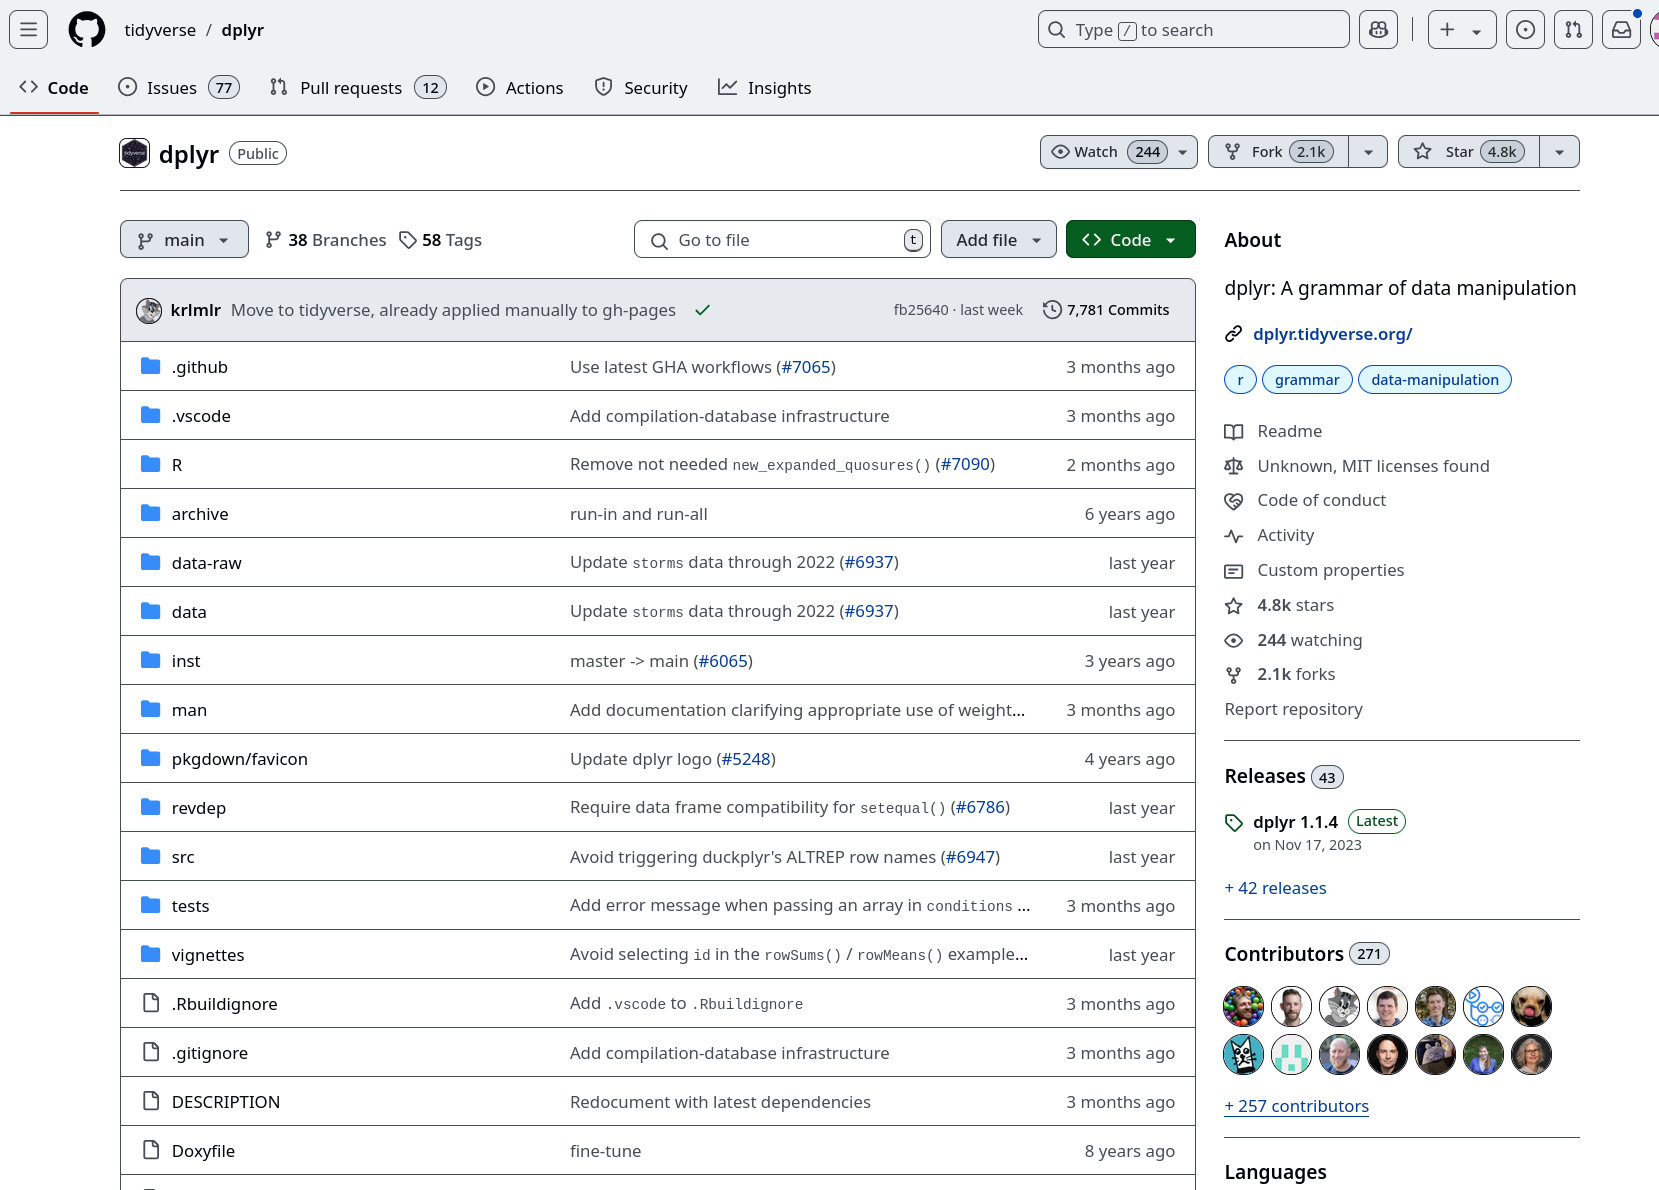 tidyverse / dplyr
Type / to search
Code
Issues 77
Pull requests 12
Actions
Security
Insights
dplyr Public
Watch 244
Fork 2.1k
Star 4.8k
main
38 Branches
58 Tags
Go to file t
Add file
Code
krlmlr Move to tidyverse, already applied manually to gh-pages fb25640 · last week 7,781 Commits
.github Use latest GHA workflows (#7065) 3 months ago
.vscode Add compilation-database infrastructure 3 months ago
R Remove not needed new_expanded_quosures() (#7090) 2 months ago
archive run-in and run-all 6 years ago
data-raw Update storms data through 2022 (#6937) last year
data Update storms data through 2022 (#6937) last year
inst master -> main (#6065) 3 years ago
man Add documentation clarifying appropriate use of weight… 3 months ago
pkgdown/favicon Update dplyr logo (#5248) 4 years ago
revdep Require data frame compatibility for setequal() (#6786) last year
src Avoid triggering duckplyr's ALTREP row names (#6947) last year
tests Add error message when passing an array in conditions … 3 months ago
vignettes Avoid selecting id in the rowSums() / rowMeans() example… last year
.Rbuildignore Add .vscode to .Rbuildignore 3 months ago
.gitignore Add compilation-database infrastructure 3 months ago
DESCRIPTION Redocument with latest dependencies 3 months ago
Doxyfile fine-tune 8 years ago
About
dplyr: A grammar of data manipulation
dplyr.tidyverse.org/
r grammar data-manipulation
Readme
Unknown, MIT licenses found
Code of conduct
Activity
Custom properties
4.8k stars
244 watching
2.1k forks
Report repository
Releases 43
dplyr 1.1.4 Latest
on Nov 17, 2023
+ 42 releases
Contributors 271
+ 257 contributors
Languages